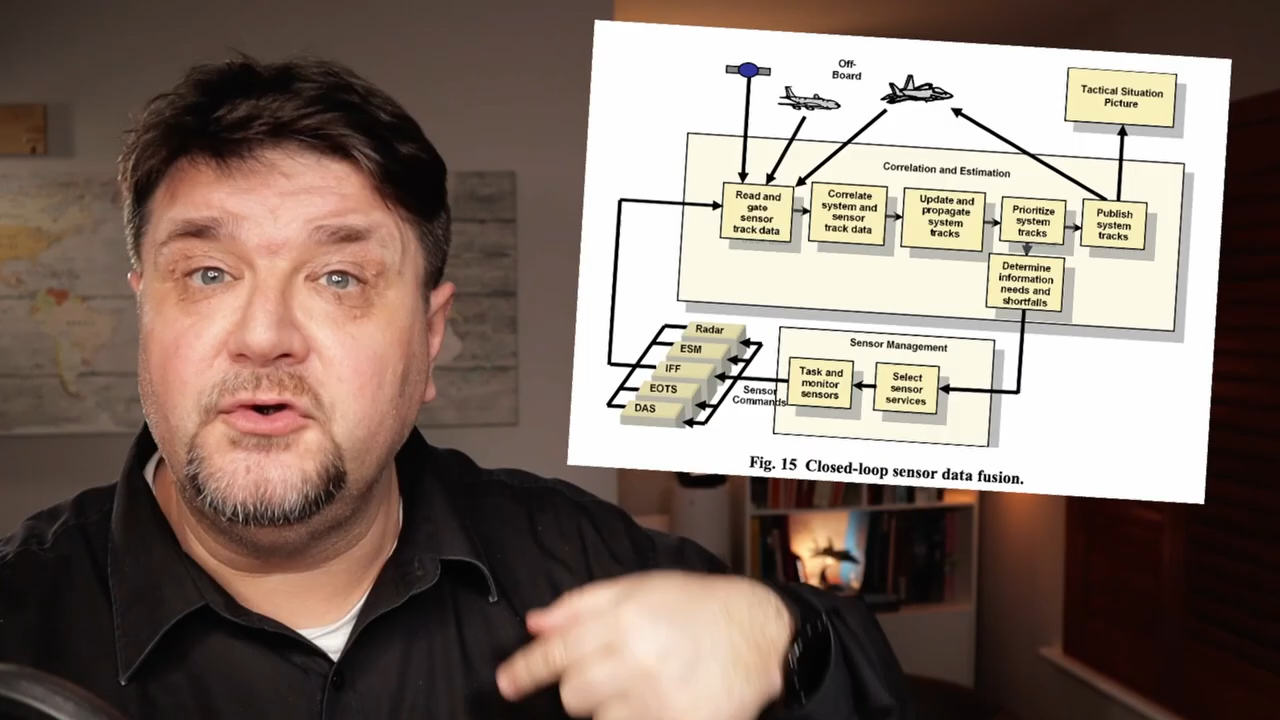 Off-
Board
Tactical Situation
Picture
Correlation and Estimation
Read and
gate
sensor
track data
Correlate
system and
sensor
track data
Update and
propagate
system
tracks
Prioritize
system
tracks
Publish
system
tracks
Determine
information
needs and
shortfalls
Radar
ESM
IFF
EOTS
DAS
Sensor
Commands
Sensor Management
Task and
monitor
sensors
Select
sensor
services
Fig. 15 Closed-loop sensor data fusion.